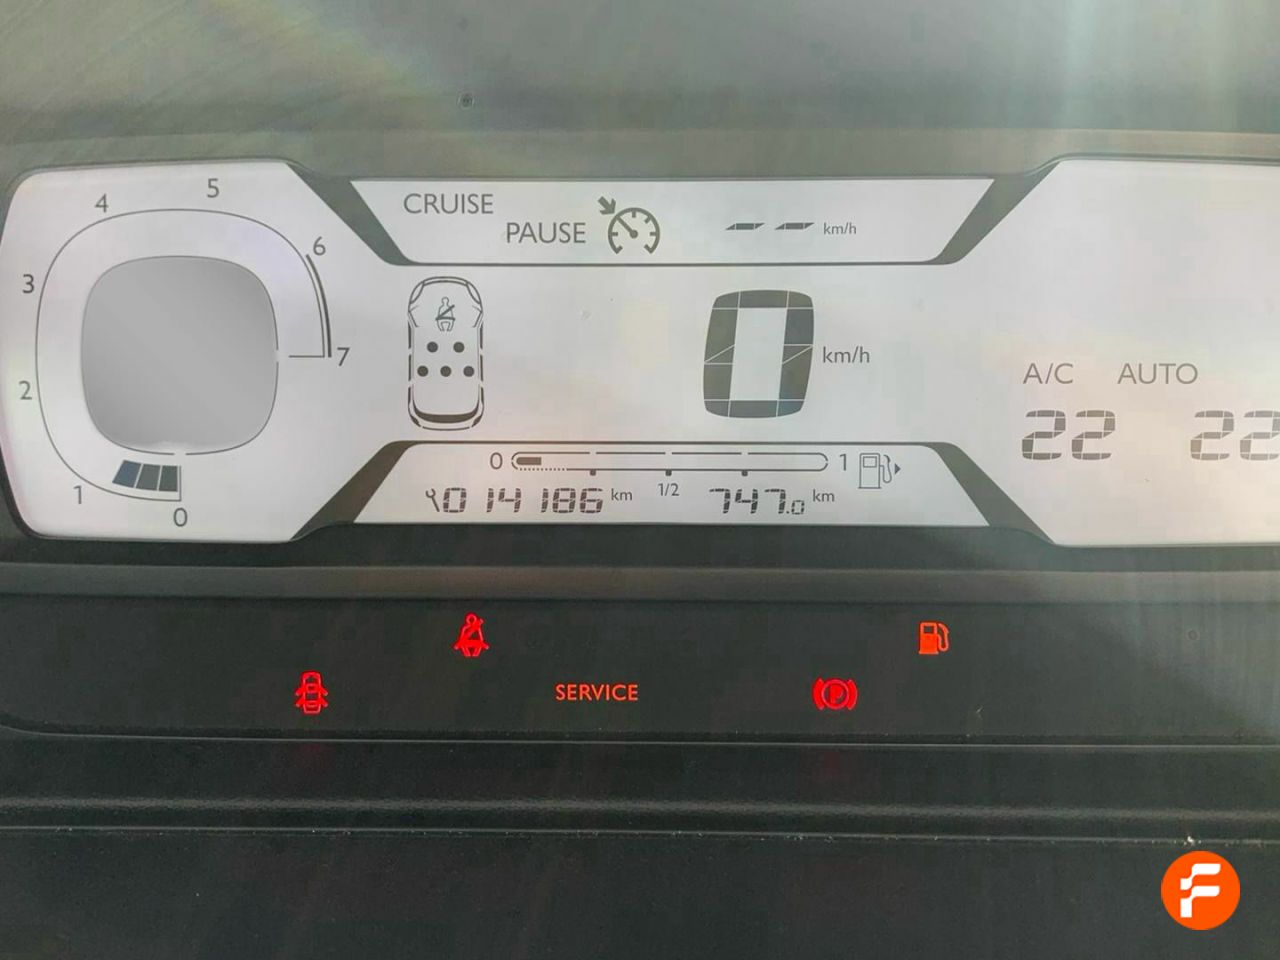 CRUISE
PAUSE
-- km/h
5
4
6
3
7
2
1
0
0 km/h
A/C AUTO
22 22
0 1/2 1
014186 km 747.0 km
SERVICE
P
F